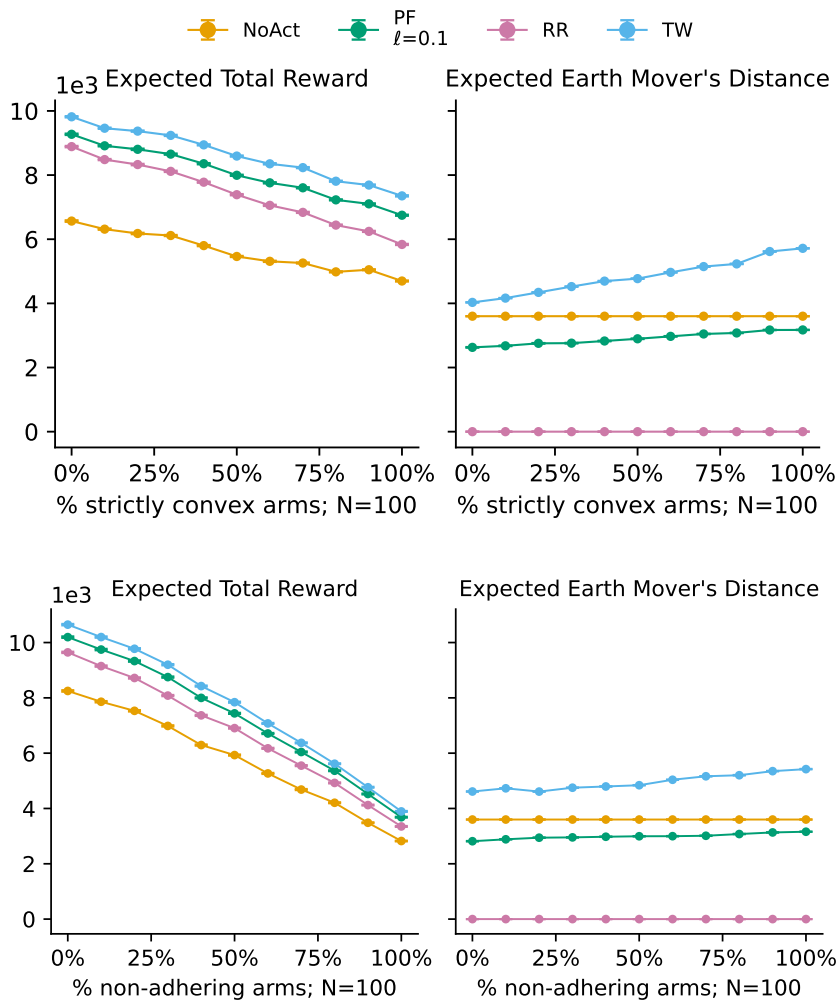 NoAct
PF
ℓ=0.1
RR
TW
1e3
Expected Total Reward
Expected Earth Mover's Distance
10
8
6
4
2
0
0% 25% 50% 75% 100%
0% 25% 50% 75% 100%
% strictly convex arms; N=100
% strictly convex arms; N=100
1e3
Expected Total Reward
Expected Earth Mover's Distance
10
8
6
4
2
0
0% 25% 50% 75% 100%
0% 25% 50% 75% 100%
% non-adhering arms; N=100
% non-adhering arms; N=100